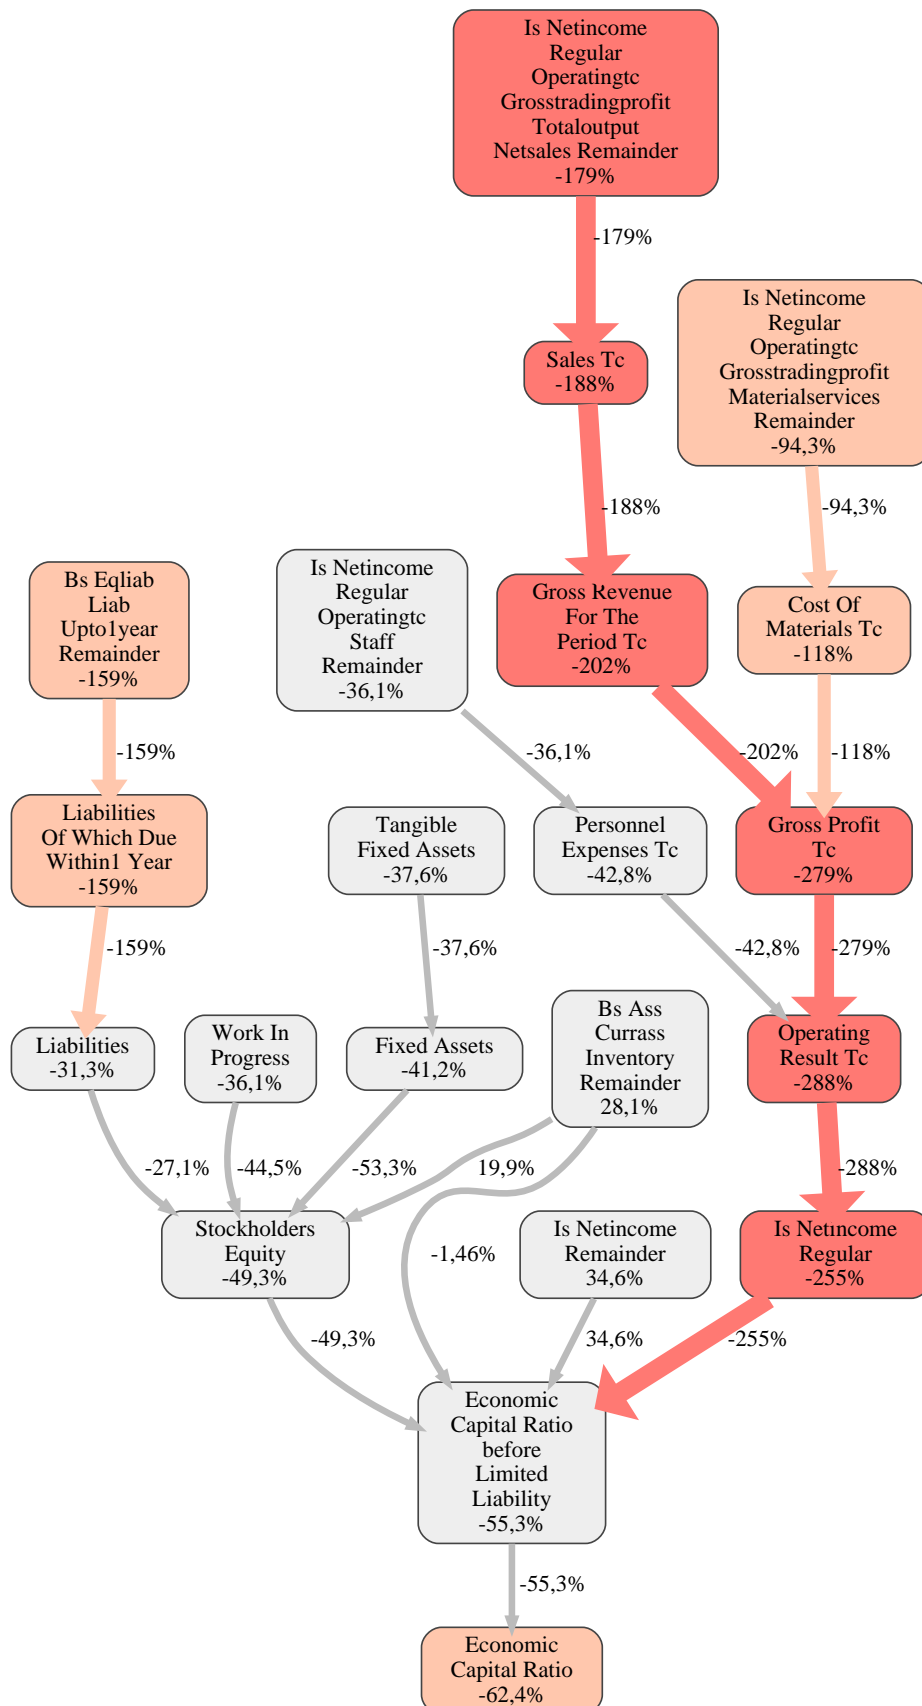 Is Netincome
Regular
Operatingtc
Grosstradingprofit
Totaloutput
Netsales Remainder
-179%
-179%
Is Netincome
Regular
Operatingtc
Grosstradingprofit
Materialservices
Remainder
-94,3%
Sales Tc
-188%
-188%
-94,3%
Is Netincome
Regular
Operatingtc
Staff
Remainder
-36,1%
Bs Eqliab
Liab
Upto1year
Remainder
-159%
Gross Revenue
For The
Period Tc
-202%
Cost Of
Materials Tc
-118%
-159%
-36,1%
-202%
-118%
Liabilities
Of Which Due
Within1 Year
-159%
Tangible
Fixed Assets
-37,6%
Personnel
Expenses Tc
-42,8%
Gross Profit
Tc
-279%
-159%
-37,6%
-42,8%
-279%
Liabilities
-31,3%
Work In
Progress
-36,1%
Fixed Assets
-41,2%
Bs Ass
Currass
Inventory
Remainder
28,1%
Operating
Result Tc
-288%
-27,1%
-44,5%
-53,3%
19,9%
-288%
Stockholders
Equity
-49,3%
-1,46%
Is Netincome
Remainder
34,6%
Is Netincome
Regular
-255%
-49,3%
34,6%
-255%
Economic
Capital Ratio
before
Limited
Liability
-55,3%
-55,3%
Economic
Capital Ratio
-62,4%